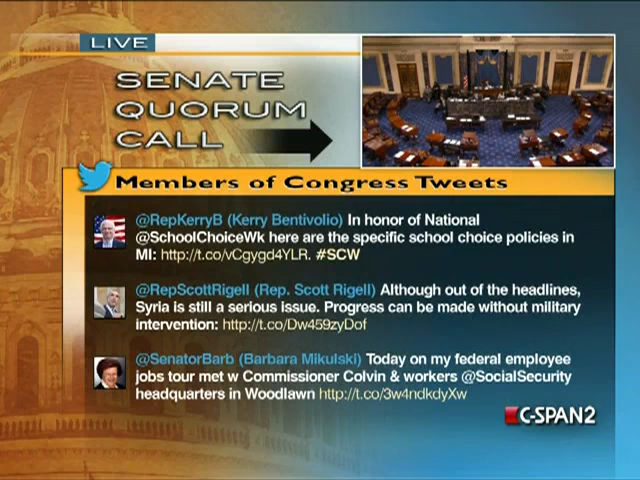 LIVE
SENATE
QUORUM
CALL
Members of Congress Tweets
@RepKerryB (Kerry Bentivolio) In honor of National
@SchoolChoiceWk here are the specific school choice policies in
MI: http://t.co/vCgygd4YLR. #SCW
@RepScottRigell (Rep. Scott Rigell) Although out of the headlines,
Syria is still a serious issue. Progress can be made without military
intervention: http://t.co/Dw459zyDof
@SenatorBarb (Barbara Mikulski) Today on my federal employee
jobs tour met w Commissioner Colvin & workers @SocialSecurity
headquarters in Woodlawn http://t.co/3w4ndkdyXw
C-SPAN2